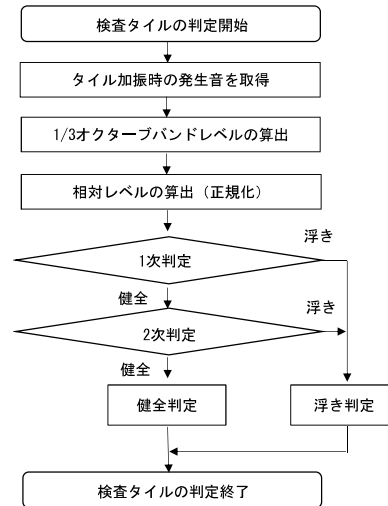 検査タイルの判定開始
タイル加振時の発生音を取得
1/3オクターブバンドレベルの算出
相対レベルの算出（正規化）
浮き
1次判定
健全
浮き
2次判定
健全
健全判定
浮き判定
検査タイルの判定終了